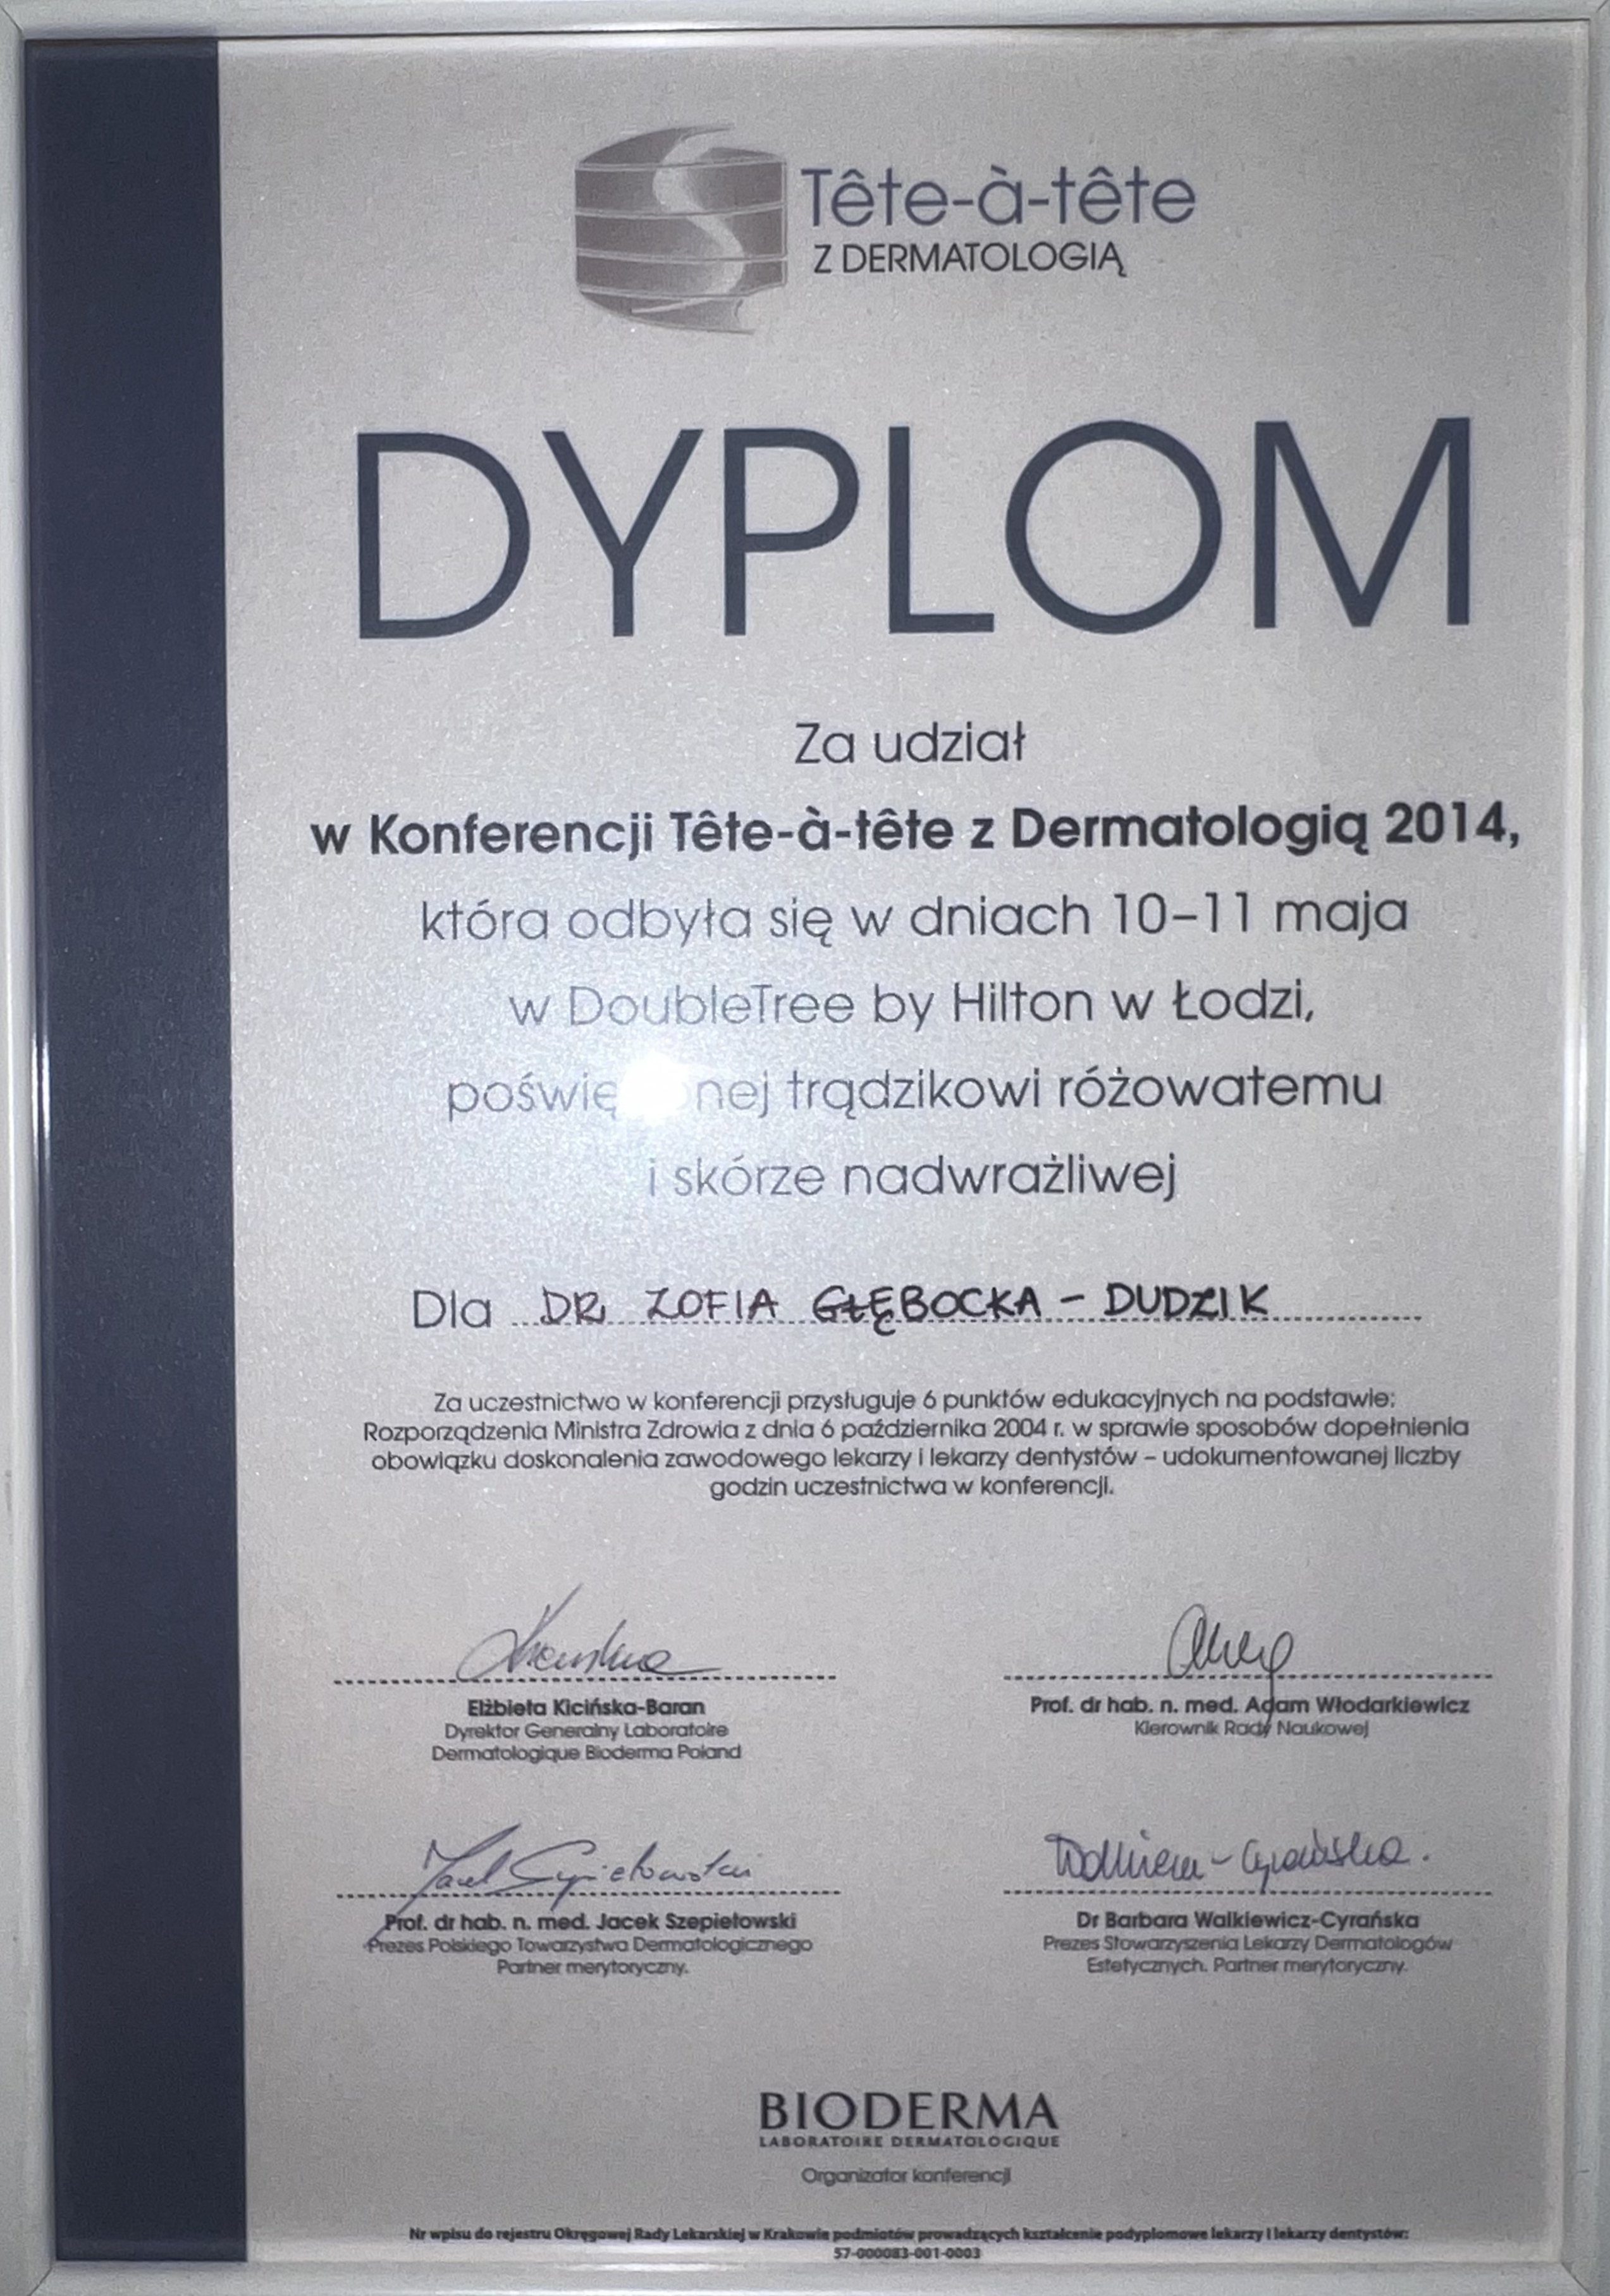 Tête-à-tête
Z DERMATOLOGIĄ
DYPLOM
Za udział
w Konferencji Tête-à-tête z Dermatologią 2014,
która odbyła się w dniach 10–11 maja
w DoubleTree by Hilton w Łodzi,
trądzikowi różowatemu
i skórze nadwrażliwej
Dla DR ZOFIA GŁĘBOCKA - DUDZIK
Za uczestnictwo w konferencji przysługuje 6 punktów edukacyjnych na podstawie:
Rozporządzenia Ministra Zdrowia z dnia 6 października 2004 r. w sprawie sposobów dopełnienia
obowiązku doskonalenia zawodowego lekarzy i lekarzy dentystów – udokumentowanej liczby
godzin uczestnictwa w konferencji.
Elżbieta Kicińska-Baran
Dyrektor Generalny Laboratoire
Dermatologique Bioderma Poland
Prof. dr hab. n. med. Adam Włodarkiewicz
Kierownik Rady Naukowej
Jacek Szepietowski
Prof. dr hab. n. med. Jacek Szepietowski
Prezes Polskiego Towarzystwa Dermatologicznego
Partner merytoryczny.
Walkiewicz-Cyrańska
Dr Barbara Walkiewicz-Cyrańska
Prezes Stowarzyszenia Lekarzy Dermatologów
Estetycznych. Partner merytoryczny.
BIODERMA
LABORATOIRE DERMATOLOGIQUE
Organizator konferencji
Nr wpisu do rejestru Okręgowej Rady Lekarskiej w Krakowie podmiotów prowadzących kształcenie podyplomowe lekarzy i lekarzy dentystów:
57-000083-001-0003